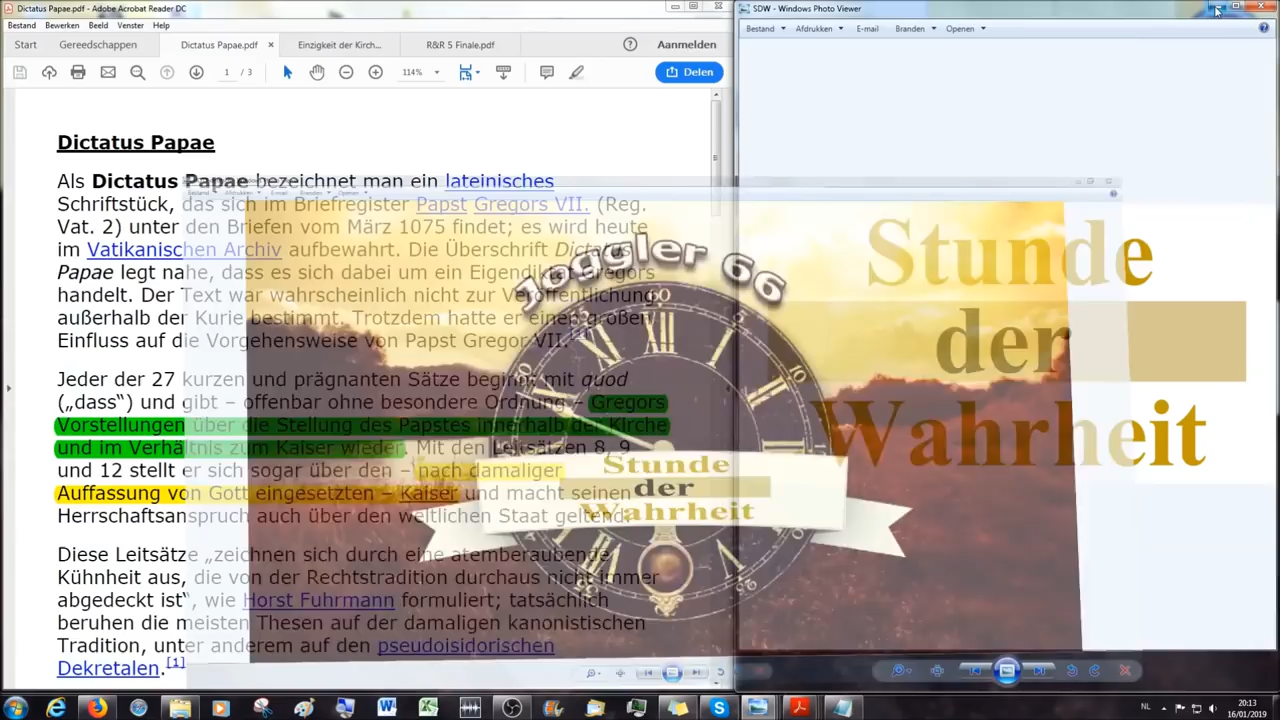 Dictatus Papae.pdf - Adobe Acrobat Reader DC
Bestand Bewerken Beeld Venster Help
Start Gereedschappen Dictatus Papae.pdf × Einzigkeit der Kirch... R&R 5 Finale.pdf Aanmelden
1 / 3 114% Delen
Dictatus Papae
Als Dictatus Papae bezeichnet man ein lateinisches
Schriftstück, das sich im Briefregister Papst Gregors VII. (Reg.
Vat. 2) unter den Briefen vom März 1075 findet; es wird heute
im Vatikanischen Archiv aufbewahrt. Die Überschrift Dictatus
Papae legt nahe, dass es sich dabei um ein Eigendiktat Gregors
handelt. Der Text war wahrscheinlich nicht zur Veröffentlichung
außerhalb der Kurie bestimmt. Trotzdem hatte er einen großen
Einfluss auf die Vorgehensweise von Papst Gregor VII.
Jeder der 27 kurzen und prägnanten Sätze beginnt mit quod
(„dass“) und gibt – offenbar ohne besondere Ordnung – Gregors
Vorstellungen über die Stellung des Papstes innerhalb der Kirche
und im Verhältnis zum Kaiser wieder. Mit den Leitsätzen 8, 9
und 12 stellt er sich sogar über den – nach damaliger
Auffassung von Gott eingesetzten – Kaiser und macht seinen
Herrschaftsanspruch auch über den weltlichen Staat geltend.
Diese Leitsätze „zeichnen sich durch eine atemberaubende
Kühnheit aus, die von der Rechtstradition durchaus nicht immer
abgedeckt ist“, wie Horst Fuhrmann formuliert; tatsächlich
beruhen die meisten Thesen auf der damaligen kanonistischen
Tradition, unter anderem auf den pseudoisidorischen
Dekretalen.[1]
SDW - Windows Photo Viewer
Bestand Afdrukken E-mail Branden Openen
Bestand Afdrukken E-mail Branden Openen
Joggler 66
60 5 10
Stunde
der
Wahrheit
Stunde
der
Wahrheit
NL 20:13
16/01/2019